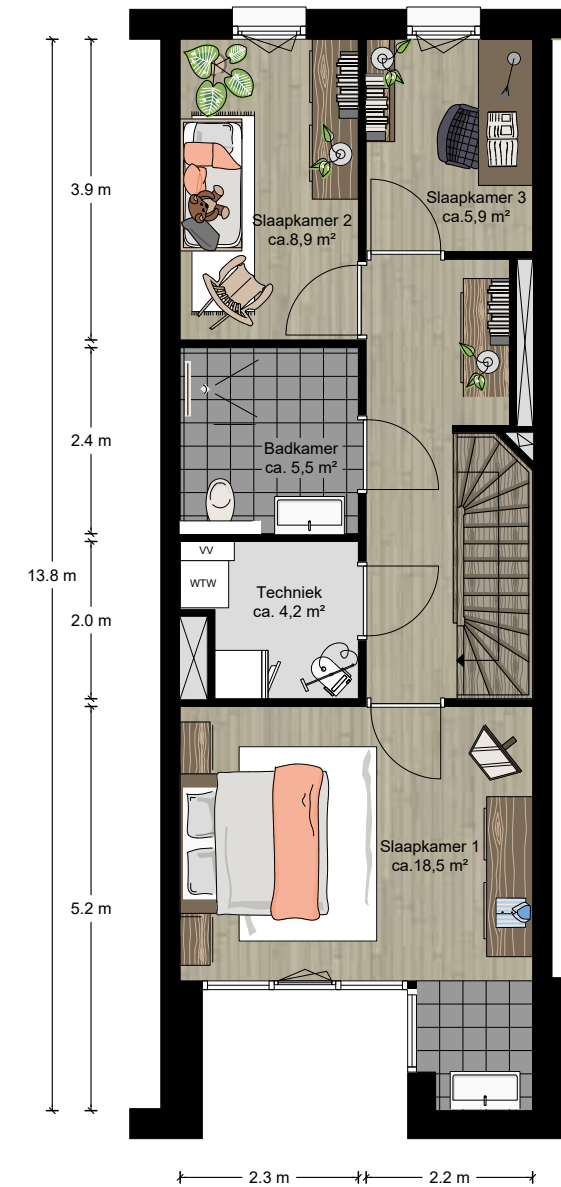 3.9 m
Slaapkamer 2
ca.8,9 m²
Slaapkamer 3
ca.5,9 m²
2.4 m
Badkamer
ca. 5,5 m²
13.8 m
VV
WTW
Techniek
ca. 4,2 m²
2.0 m
Slaapkamer 1
ca.18,5 m²
5.2 m
2.3 m
2.2 m